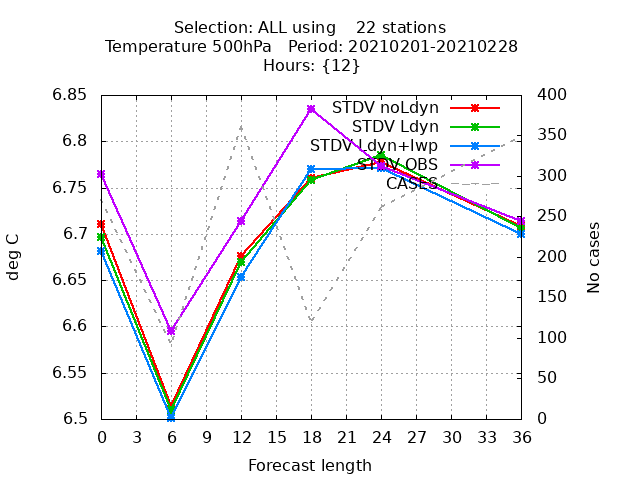 Selection: ALL using    22 stations
Temperature 500hPa   Period: 20210201-20210228
Hours: {12}
STDV noLdyn
STDV Ldyn
STDV Ldyn+lwp
STDV OBS
CASES
6.85
6.8
6.75
6.7
6.65
6.6
6.55
6.5
deg C
400
350
300
250
200
150
100
50
0
No cases
0 3 6 9 12 15 18 21 24 27 30 33 36
Forecast length